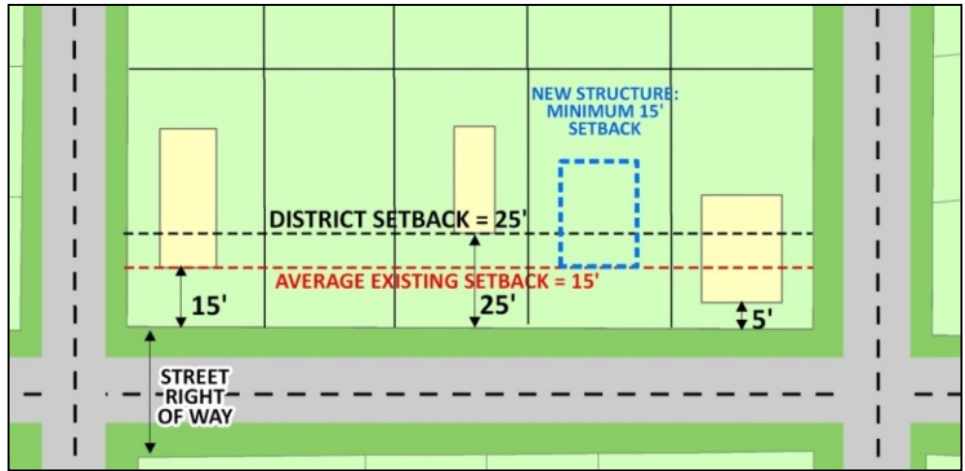 NEW STRUCTURE:
MINIMUM 15'
SETBACK
DISTRICT SETBACK = 25'
AVERAGE EXISTING SETBACK = 15'
15'
25'
5'
STREET
RIGHT
OF WAY